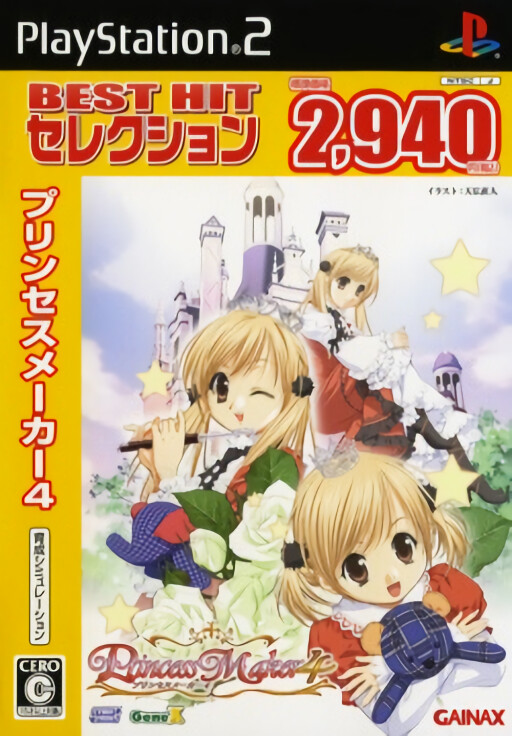 PlayStation®2
BEST HIT
セレクション
2,940
イラスト:天広直人
プリンセスメーカー4
育成シミュレーション
Princess Maker 4
プリンセスメーカー4
GeneX
CERO
C
GAINAX